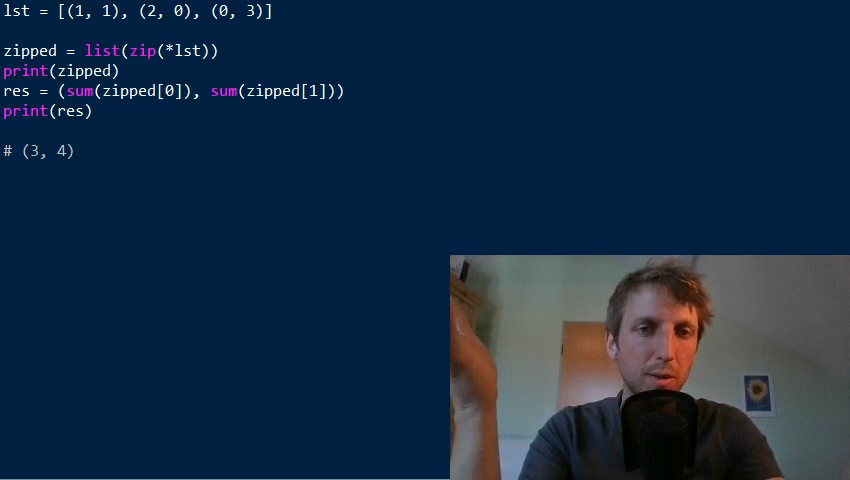 lst = [(1, 1), (2, 0), (0, 3)]
zipped = list(zip(*lst))
print(zipped)
res = (sum(zipped[0]), sum(zipped[1]))
print(res)
# (3, 4)